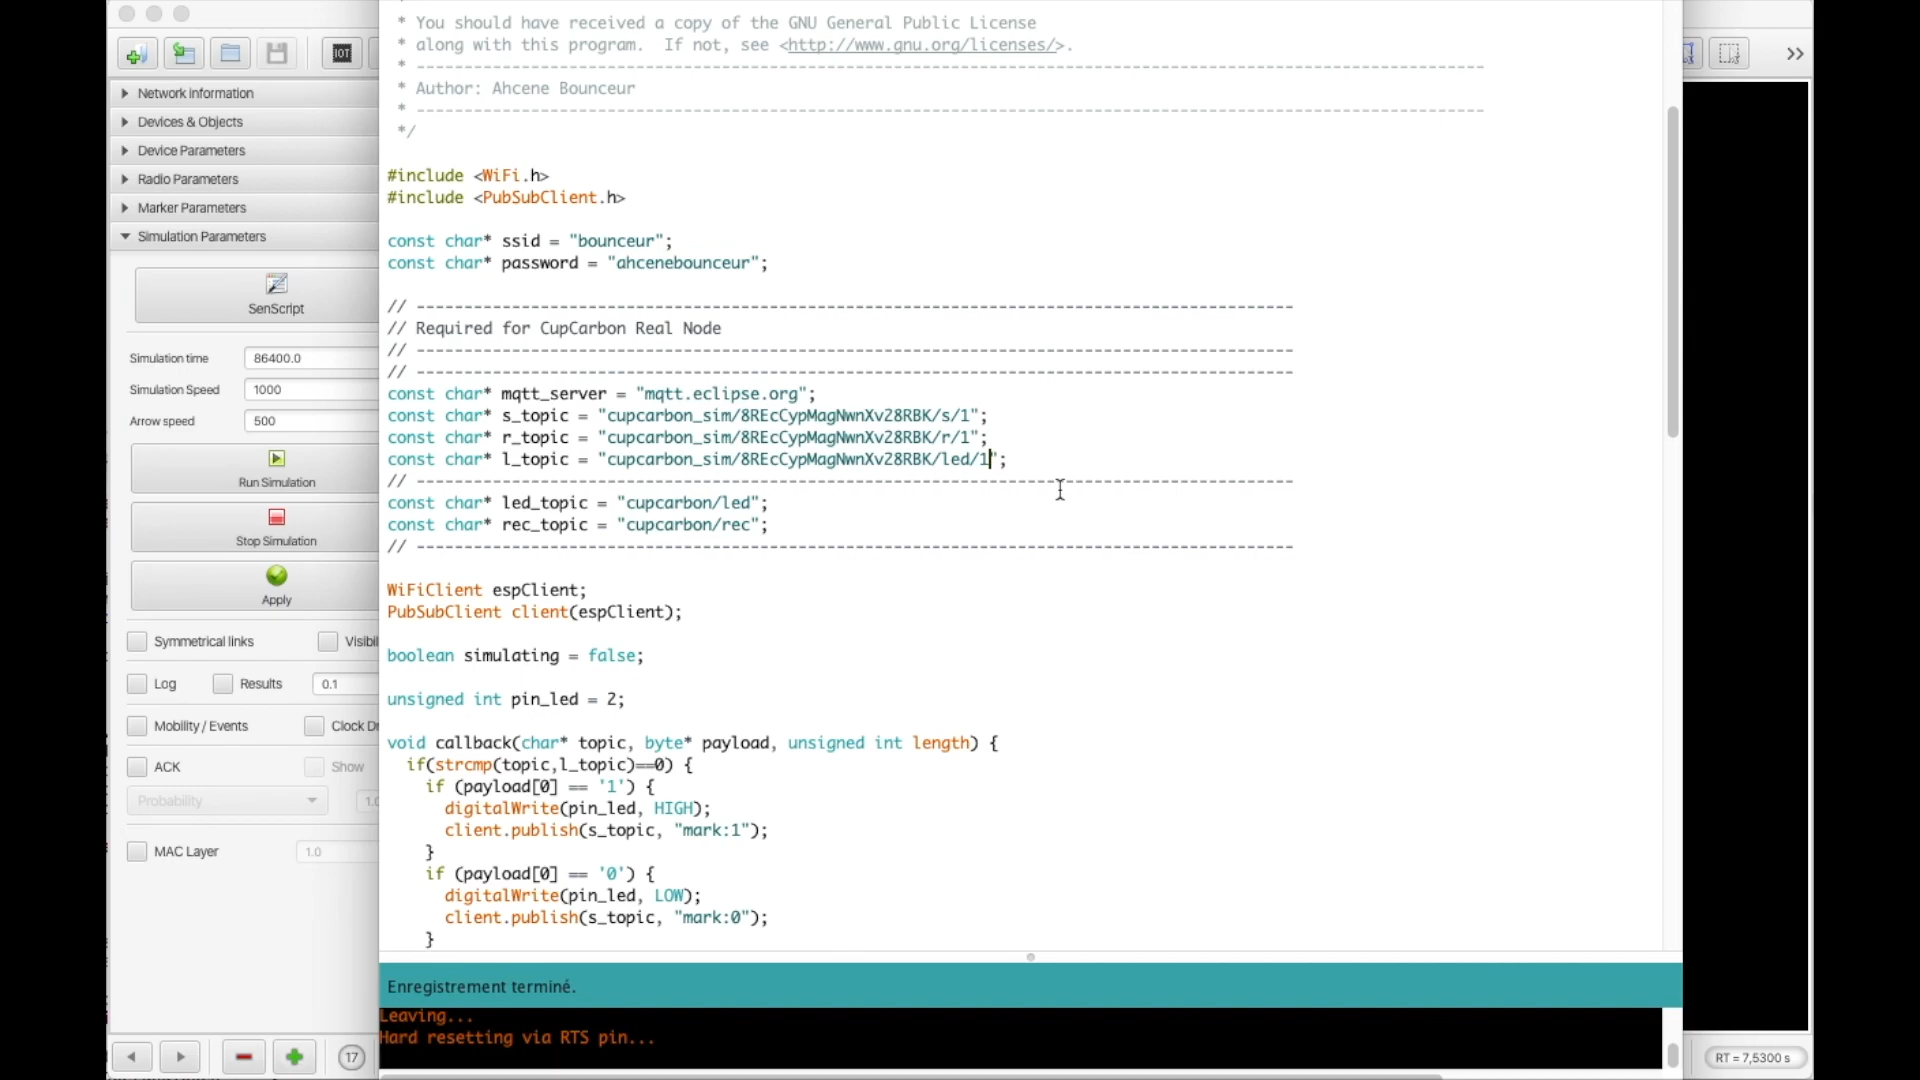 IOT
Network information
Devices & Objects
Device Parameters
Radio Parameters
Marker Parameters
Simulation Parameters
SenScript
Simulation time
86400.0
Simulation Speed
1000
Arrow speed
500
Run Simulation
Stop Simulation
Apply
Symmetrical links
Log
Results
0.1
Mobility / Events
ACK
Show
Probability
MAC Layer
1.0
17
* You should have received a copy of the GNU General Public License
* along with this program.  If not, see <http://www.gnu.org/licenses/>.
* ----------------------------------------------------------------------------------------------------------------
* Author: Ahcene Bounceur
* ----------------------------------------------------------------------------------------------------------------
*/
#include <WiFi.h>
#include <PubSubClient.h>
const char* ssid = "bounceur";
const char* password = "ahcenebounceur";
// --------------------------------------------------------------------------------------------
// Required for CupCarbon Real Node
// --------------------------------------------------------------------------------------------
// --------------------------------------------------------------------------------------------
const char* mqtt_server = "mqtt.eclipse.org";
const char* s_topic = "cupcarbon_sim/8REcCypMagNwnXv28RBK/s/1";
const char* r_topic = "cupcarbon_sim/8REcCypMagNwnXv28RBK/r/1";
const char* l_topic = "cupcarbon_sim/8REcCypMagNwnXv28RBK/led/1";
// --------------------------------------------------------------------------------------------
const char* led_topic = "cupcarbon/led";
const char* rec_topic = "cupcarbon/rec";
// --------------------------------------------------------------------------------------------
WiFiClient espClient;
PubSubClient client(espClient);
boolean simulating = false;
unsigned int pin_led = 2;
void callback(char* topic, byte* payload, unsigned int length) {
if(strcmp(topic,l_topic)==0) {
if (payload[0] == '1') {
digitalWrite(pin_led, HIGH);
client.publish(s_topic, "mark:1");
}
if (payload[0] == '0') {
digitalWrite(pin_led, LOW);
client.publish(s_topic, "mark:0");
}
Enregistrement terminé.
Leaving...
Hard resetting via RTS pin...
RT = 7,5300 s